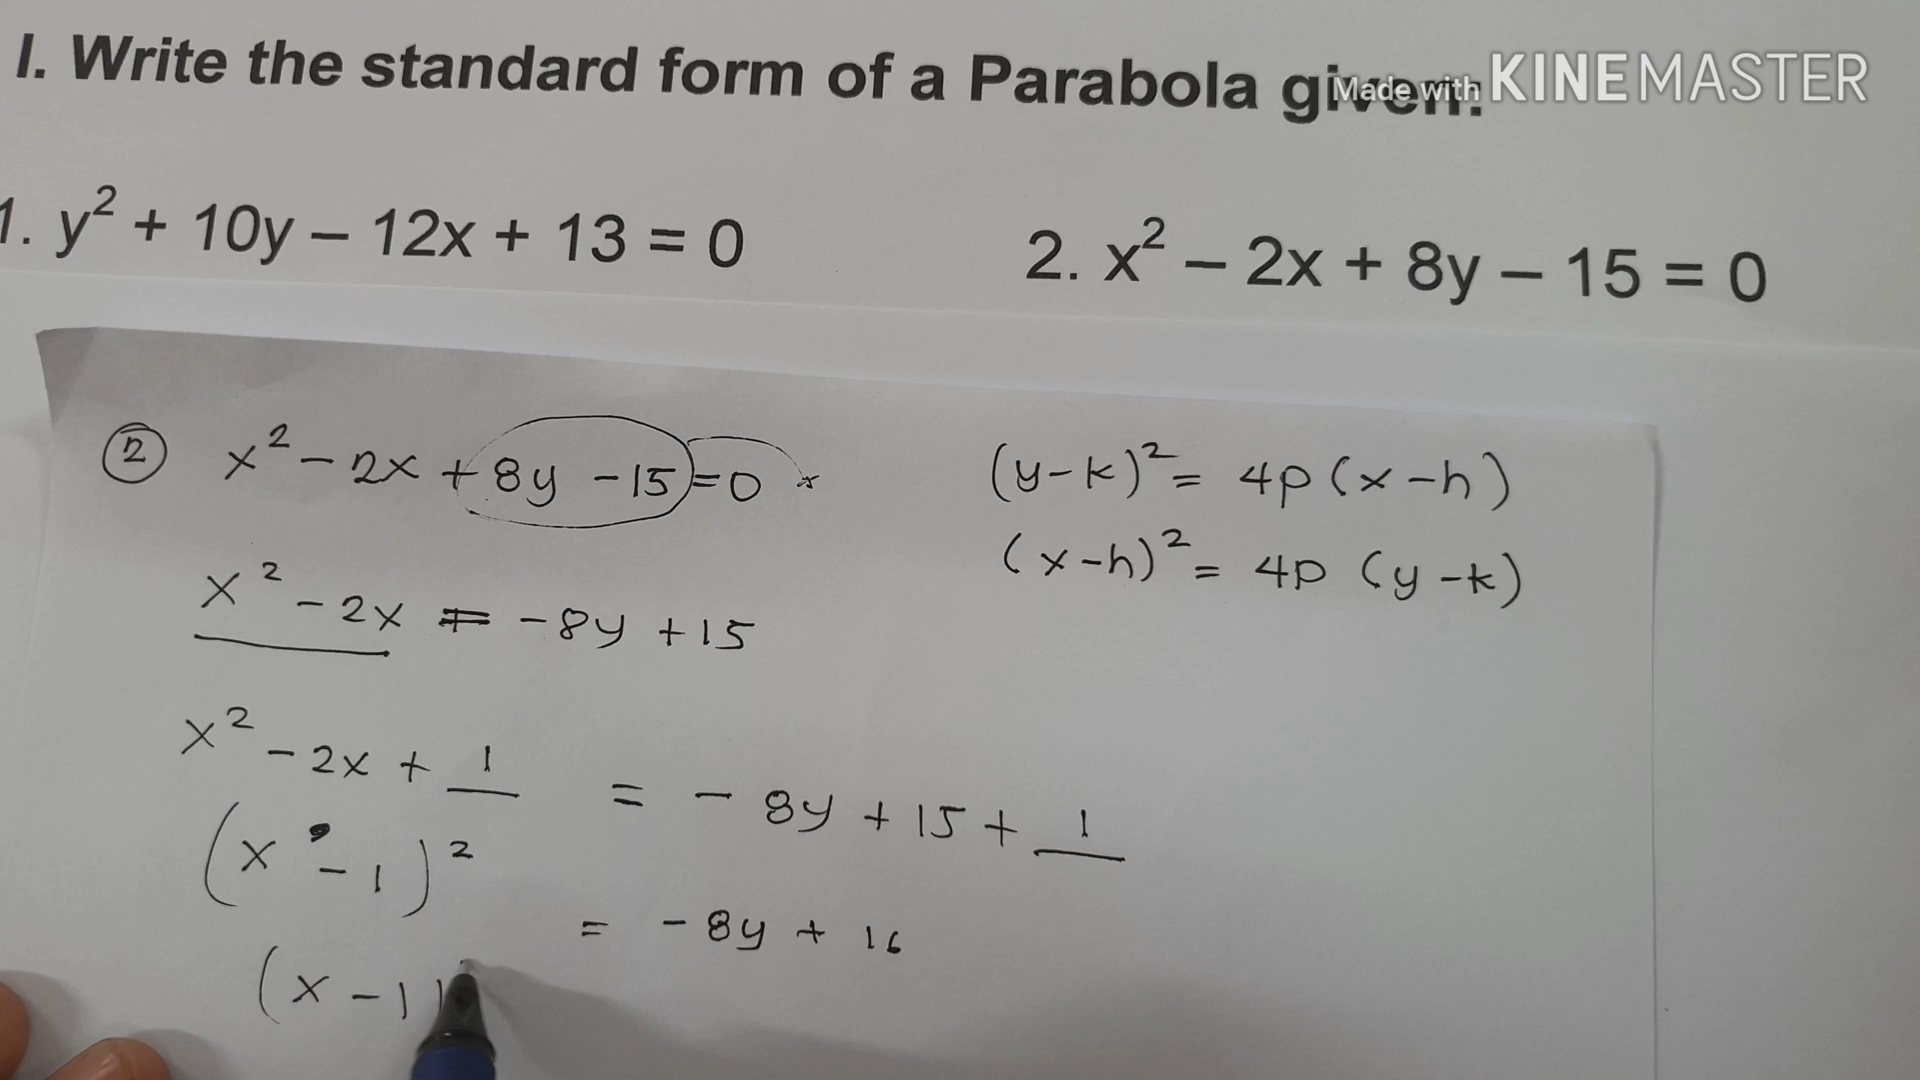 I. Write the standard form of a Parabola given:
Made with KINEMASTER
1. y² + 10y – 12x + 13 = 0
2. x² – 2x + 8y – 15 = 0
② x² - 2x + 8y - 15 = 0
(y-k)² = 4p (x-h)
(x-h)² = 4p (y-k)
x² - 2x = -8y + 15
x² - 2x + 1 = - 8y + 15 + 1
(x - 1)² = - 8y + 16
(x - 1)